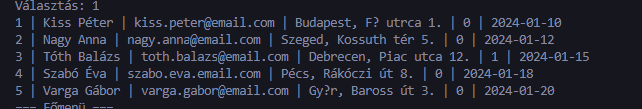 Választás: 1
1 | Kiss Péter | kiss.peter@email.com | Budapest, F? utrca 1. | 0 | 2024-01-10
2 | Nagy Anna | nagy.anna@email.com | Szeged, Kossuth tér 5. | 0 | 2024-01-12
3 | Tóth Balázs | toth.balazs@email.com | Debrecen, Piac utca 12. | 1 | 2024-01-15
4 | Szabó Éva | szabo.eva.email.com | Pécs, Rákóczi út 8. | 0 | 2024-01-18
5 | Varga Gábor | varga.gabor@email.com | Gy?r, Baross út 3. | 0 | 2024-01-20
=== Főmenü ===